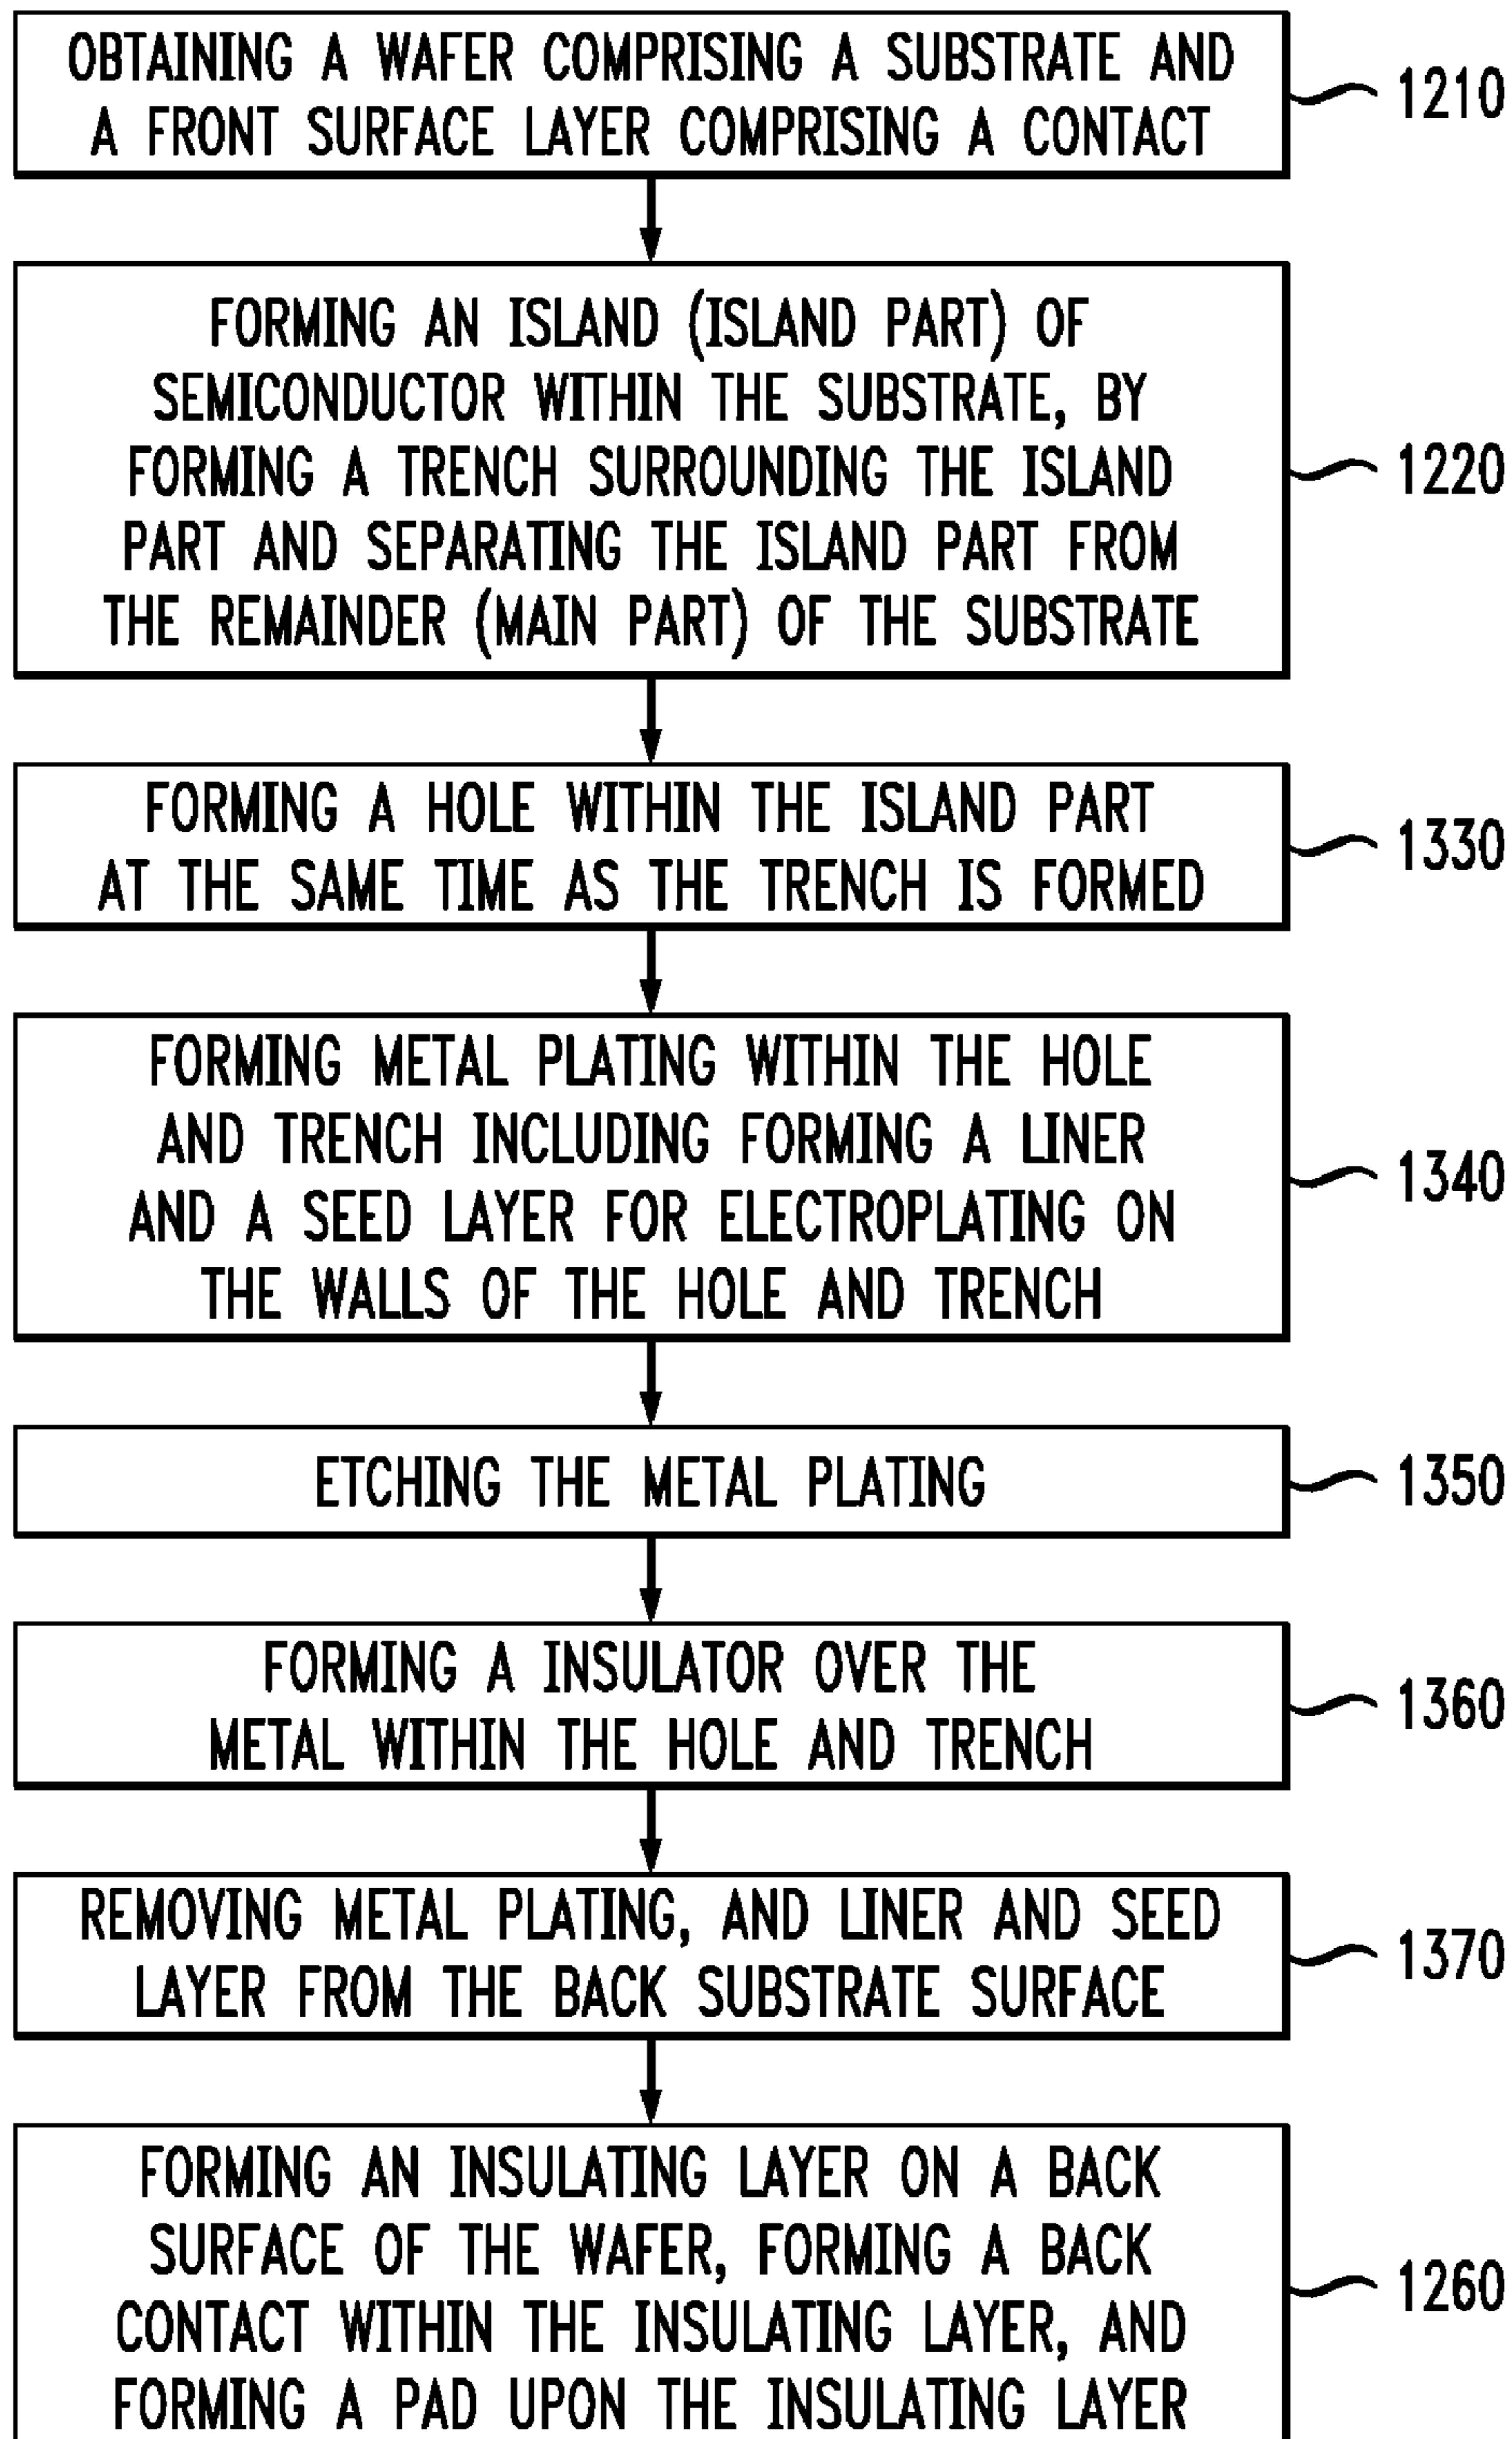 OBTAINING A WAFER COMPRISING A SUBSTRATE AND
A FRONT SURFACE LAYER COMPRISING A CONTACT
1210
FORMING AN ISLAND (ISLAND PART) OF
SEMICONDUCTOR WITHIN THE SUBSTRATE, BY
FORMING A TRENCH SURROUNDING THE ISLAND
PART AND SEPARATING THE ISLAND PART FROM
THE REMAINDER (MAIN PART) OF THE SUBSTRATE
1220
FORMING A HOLE WITHIN THE ISLAND PART
AT THE SAME TIME AS THE TRENCH IS FORMED
1330
FORMING METAL PLATING WITHIN THE HOLE
AND TRENCH INCLUDING FORMING A LINER
AND A SEED LAYER FOR ELECTROPLATING ON
THE WALLS OF THE HOLE AND TRENCH
1340
ETCHING THE METAL PLATING
1350
FORMING A INSULATOR OVER THE
METAL WITHIN THE HOLE AND TRENCH
1360
REMOVING METAL PLATING, AND LINER AND SEED
LAYER FROM THE BACK SUBSTRATE SURFACE
1370
FORMING AN INSULATING LAYER ON A BACK
SURFACE OF THE WAFER, FORMING A BACK
CONTACT WITHIN THE INSULATING LAYER, AND
FORMING A PAD UPON THE INSULATING LAYER
1260